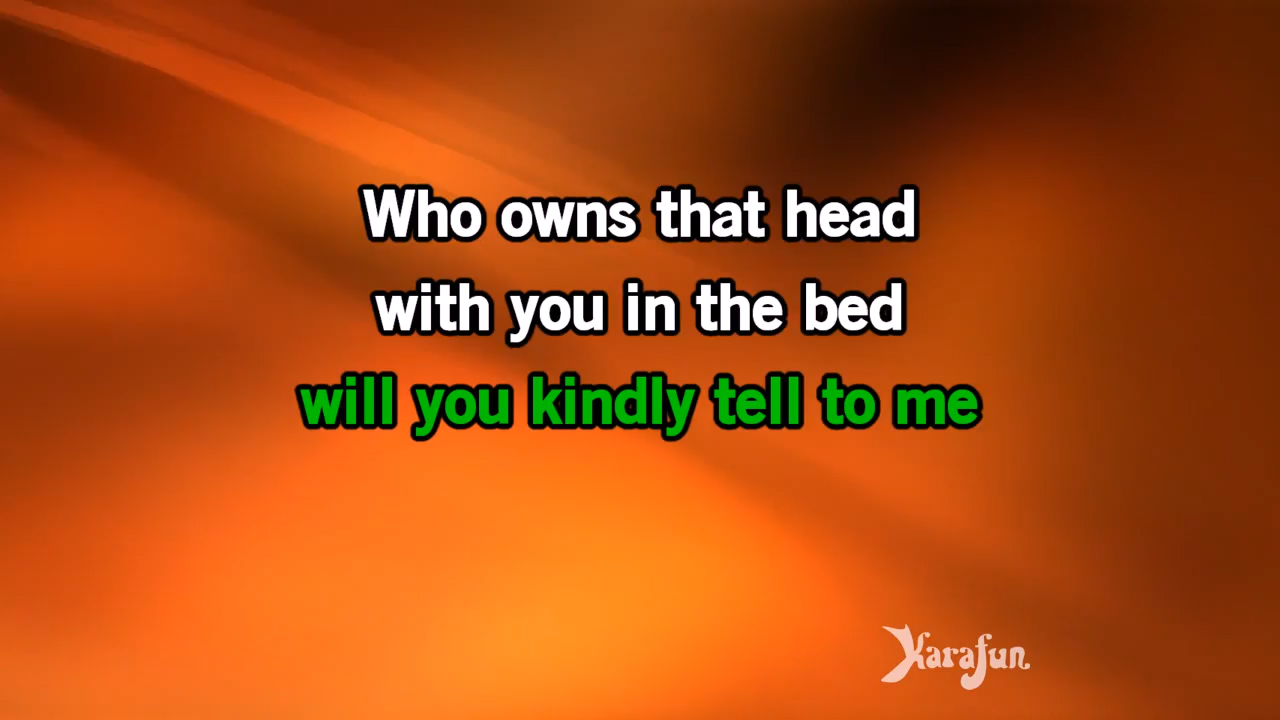 Who owns that head
with you in the bed
will you kindly tell to me
Karafun